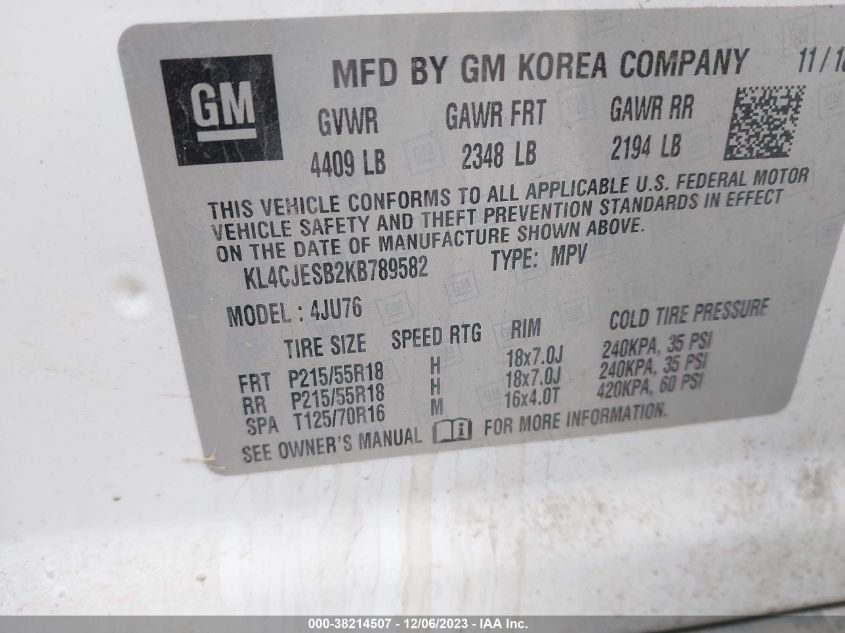 GM
MFD BY GM KOREA COMPANY 11/18
GVWR GAWR FRT GAWR RR
4409 LB 2348 LB 2194 LB
THIS VEHICLE CONFORMS TO ALL APPLICABLE U.S. FEDERAL MOTOR
VEHICLE SAFETY AND THEFT PREVENTION STANDARDS IN EFFECT
ON THE DATE OF MANUFACTURE SHOWN ABOVE.
KL4CJESB2KB789582 TYPE: MPV
MODEL : 4JU76
TIRE SIZE SPEED RTG RIM COLD TIRE PRESSURE
FRT P215/55R18 H 18x7.0J 240KPA, 35 PSI
RR P215/55R18 H 18x7.0J 240KPA, 35 PSI
SPA T125/70R16 M 16x4.0T 420KPA, 60 PSI
SEE OWNER'S MANUAL i FOR MORE INFORMATION.
000-38214507 - 12/06/2023 - IAA Inc.